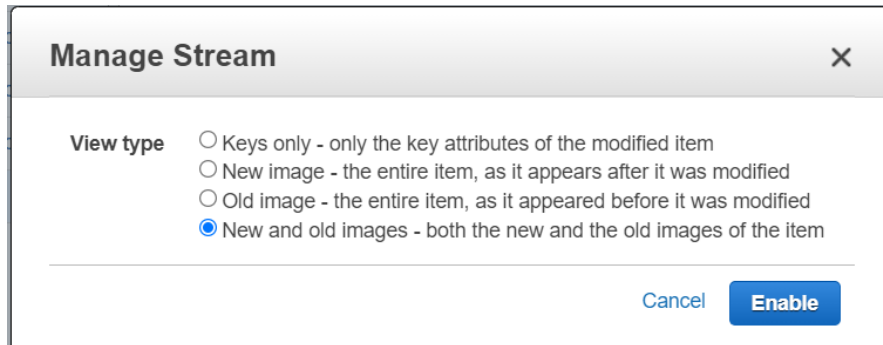 Manage Stream
View type
Keys only - only the key attributes of the modified item
New image - the entire item, as it appears after it was modified
Old image - the entire item, as it appeared before it was modified
New and old images - both the new and the old images of the item
Cancel
Enable